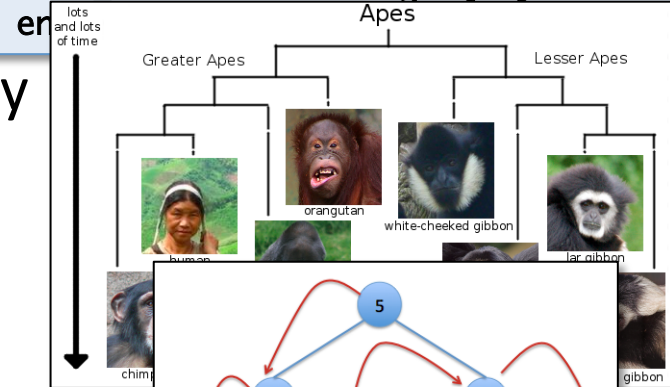 en
lots
and lots
of time
Apes
y
Greater Apes
Lesser Apes
orangutan
white-cheeked gibbon
human
lar gibbon
5
chimp
gibbon